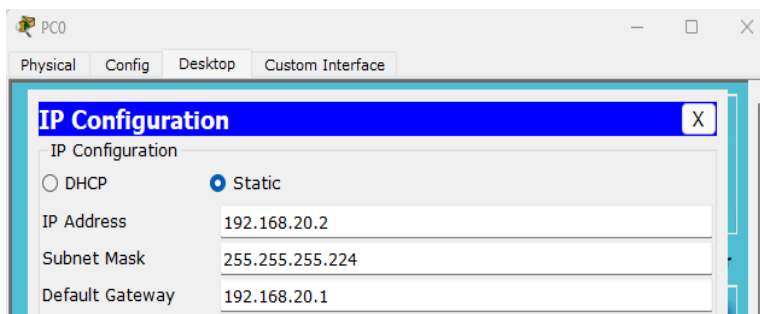 PC0
Physical Config Desktop Custom Interface
IP Configuration X
IP Configuration
DHCP Static
IP Address 192.168.20.2
Subnet Mask 255.255.255.224
Default Gateway 192.168.20.1